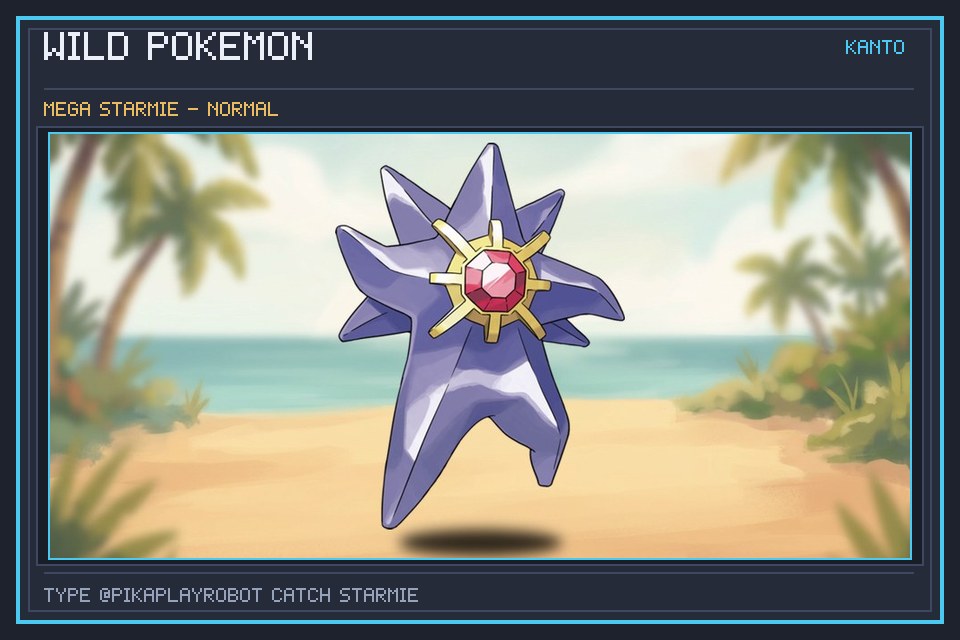 WILD POKEMON
KANTO
MEGA STARMIE - NORMAL
TYPE @PIKAPLAYROBOT CATCH STARMIE